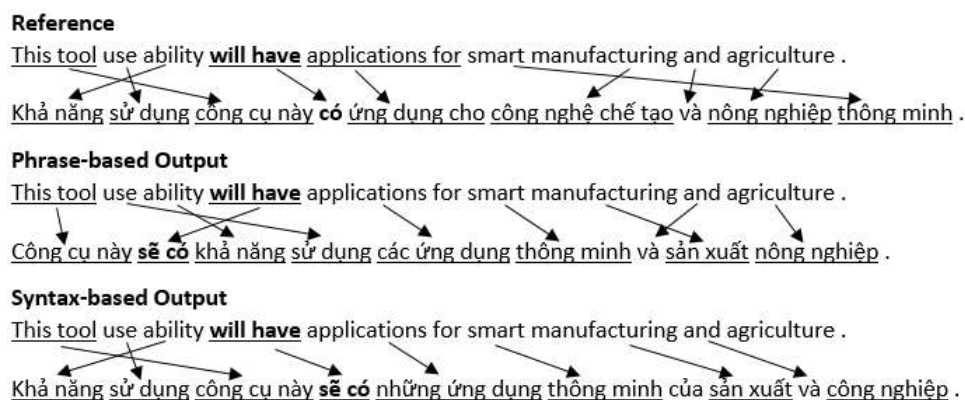 Reference
This tool use ability will have applications for smart manufacturing and agriculture .
Khả năng sử dụng công cụ này có ứng dụng cho công nghệ chế tạo và nông nghiệp thông minh .
Phrase-based Output
This tool use ability will have applications for smart manufacturing and agriculture .
Công cụ này sẽ có khả năng sử dụng các ứng dụng thông minh và sản xuất nông nghiệp .
Syntax-based Output
This tool use ability will have applications for smart manufacturing and agriculture .
Khả năng sử dụng công cụ này sẽ có những ứng dụng thông minh của sản xuất và công nghiệp .